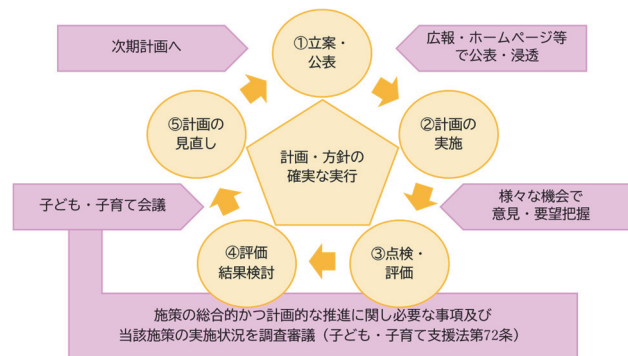 次期計画へ
①立案・
公表
広報・ホームページ等
で公表・浸透
⑤計画の
見直し
②計画の
実施
計画・方針の
確実な実行
子ども・子育て会議
様々な機会で
意見・要望把握
④評価
結果検討
③点検・
評価
施策の総合的かつ計画的な推進に関し必要な事項及び
当該施策の実施状況を調査審議（子ども・子育て支援法第72条）